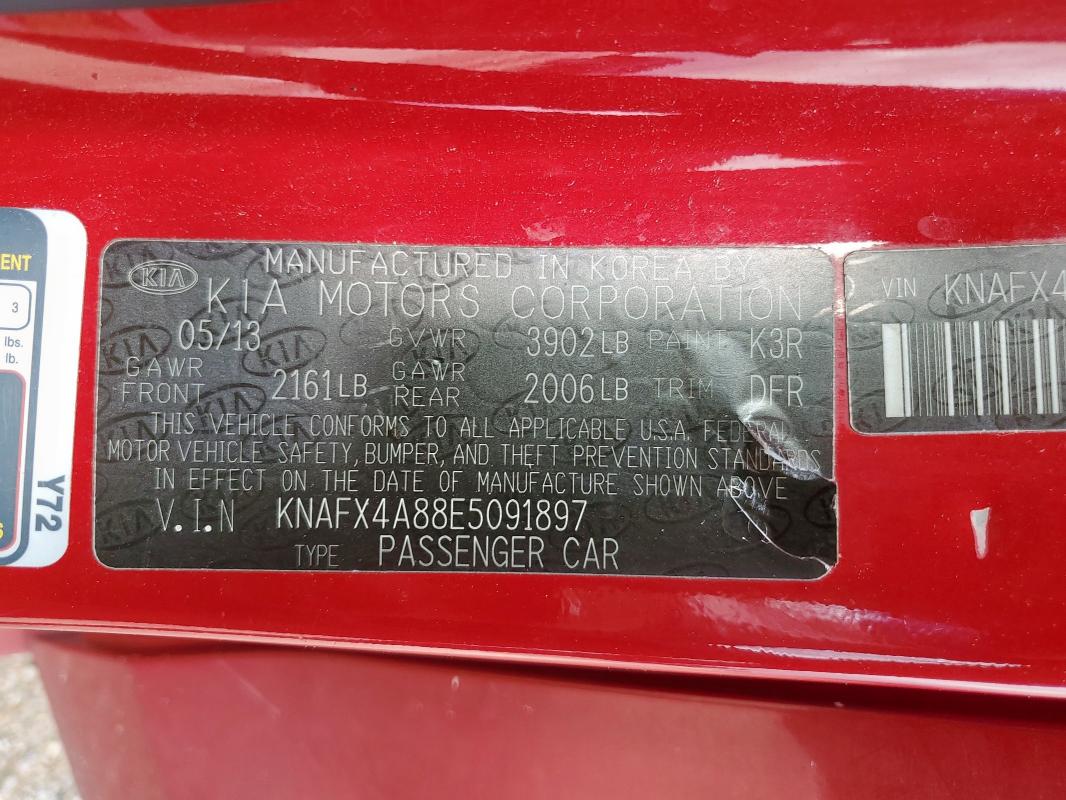 ENT
3
lbs.
lb.
Y72
S
KIA
MANUFACTURED IN KOREA BY
KIA MOTORS CORPORATION
05/13 GVWR 3902LB PAINT K3R
GAWR FRONT 2161LB GAWR REAR 2006LB TRIM DFR
THIS VEHICLE CONFORMS TO ALL APPLICABLE U.S.A. FEDERAL
MOTOR VEHICLE SAFETY, BUMPER, AND THEFT PREVENTION STANDARDS
IN EFFECT ON THE DATE OF MANUFACTURE SHOWN ABOVE
V.I.N KNAFX4A88E5091897
TYPE PASSENGER CAR
VIN KNAFX4